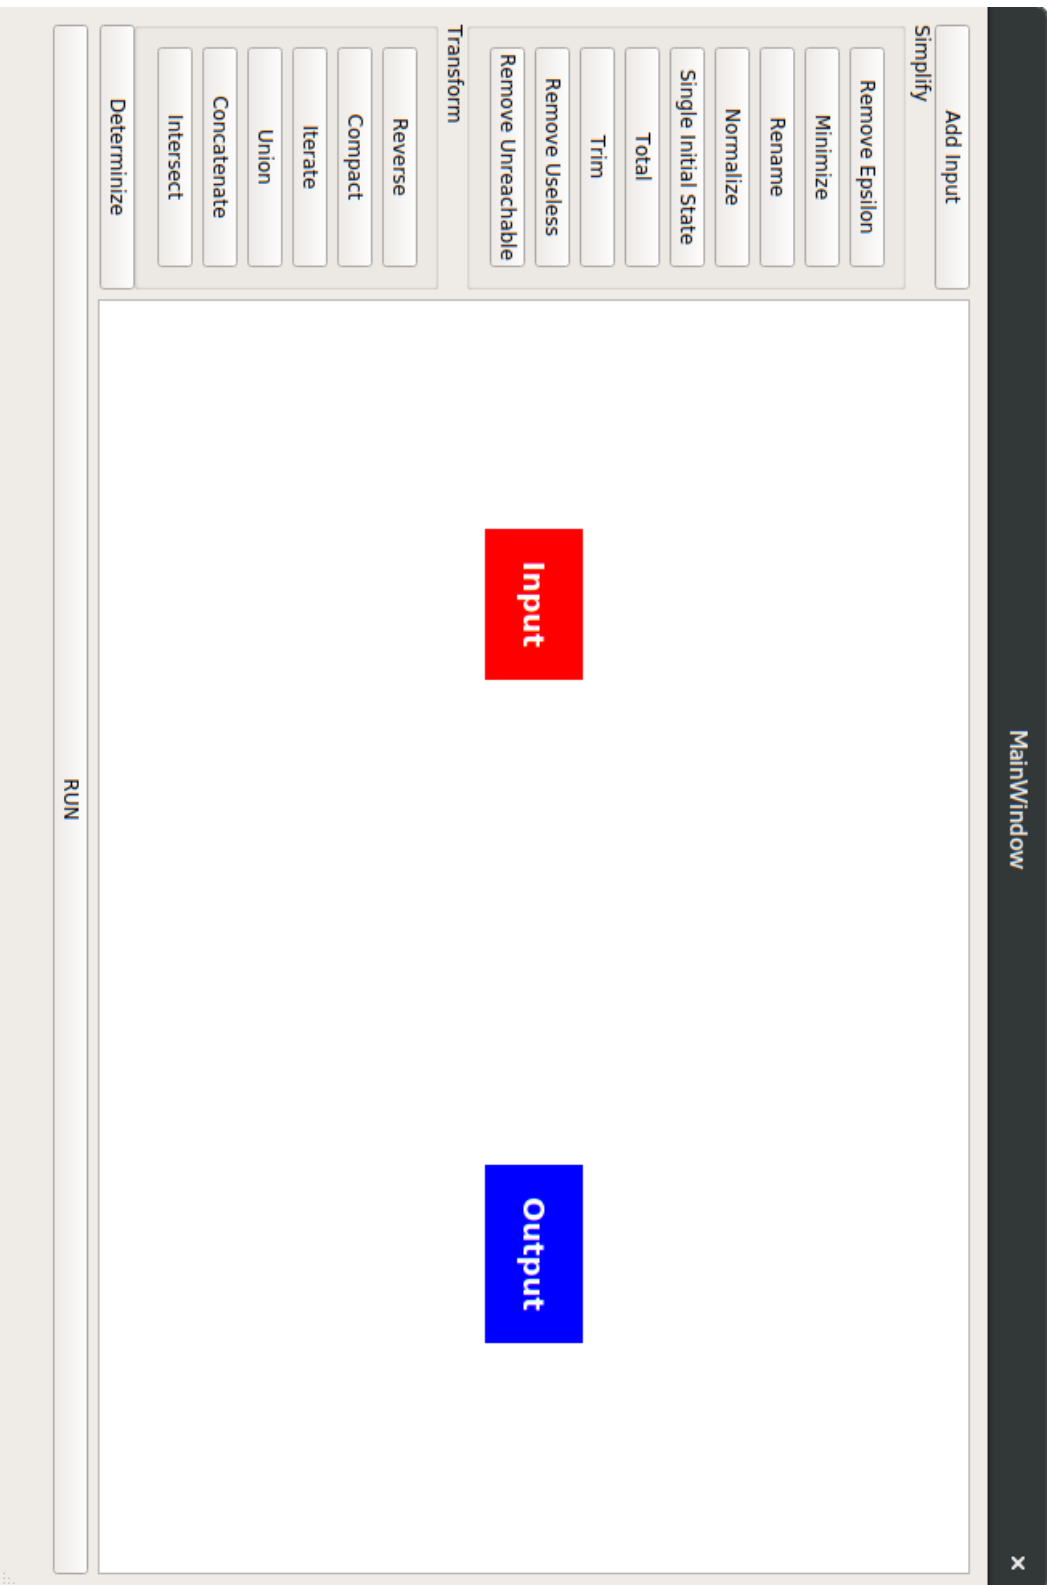 MainWindow
×
Add Input
Simplify
Remove Epsilon
Minimize
Rename
Normalize
Single Initial State
Total
Trim
Remove Useless
Remove Unreachable
Transform
Reverse
Compact
Iterate
Union
Concatenate
Intersect
Determinize
Input
Output
RUN